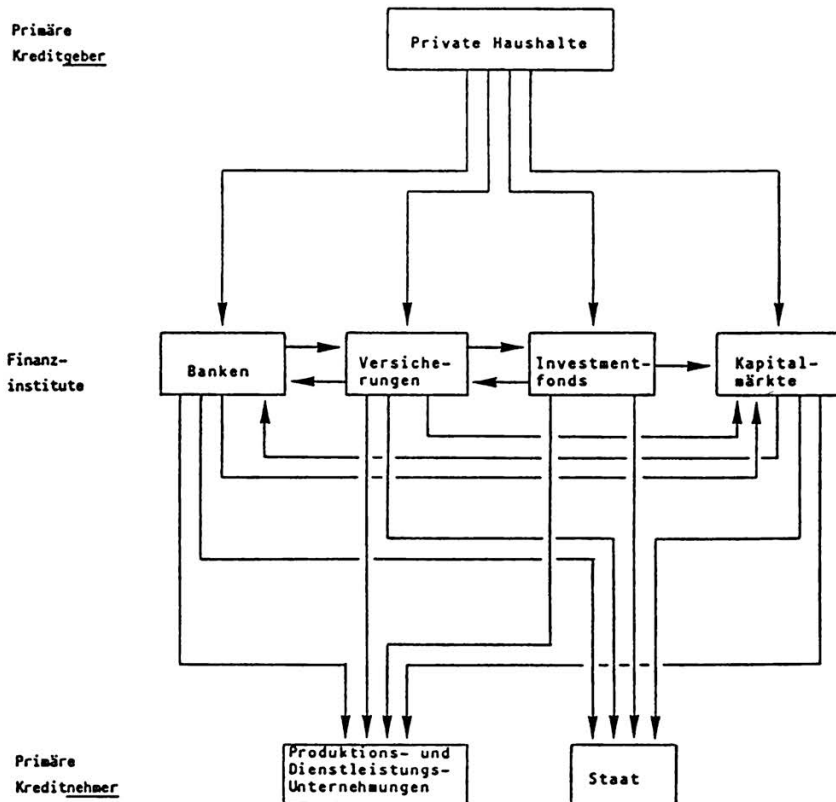 Primäre
Kreditgeber
Private Haushalte
Finanz-
institute
Banken
Versiche-
rungen
Investment-
fonds
Kapital-
märkte
Primäre
Kreditnehmer
Produktions- und
Dienstleistungs-
Unternehmungen
Staat